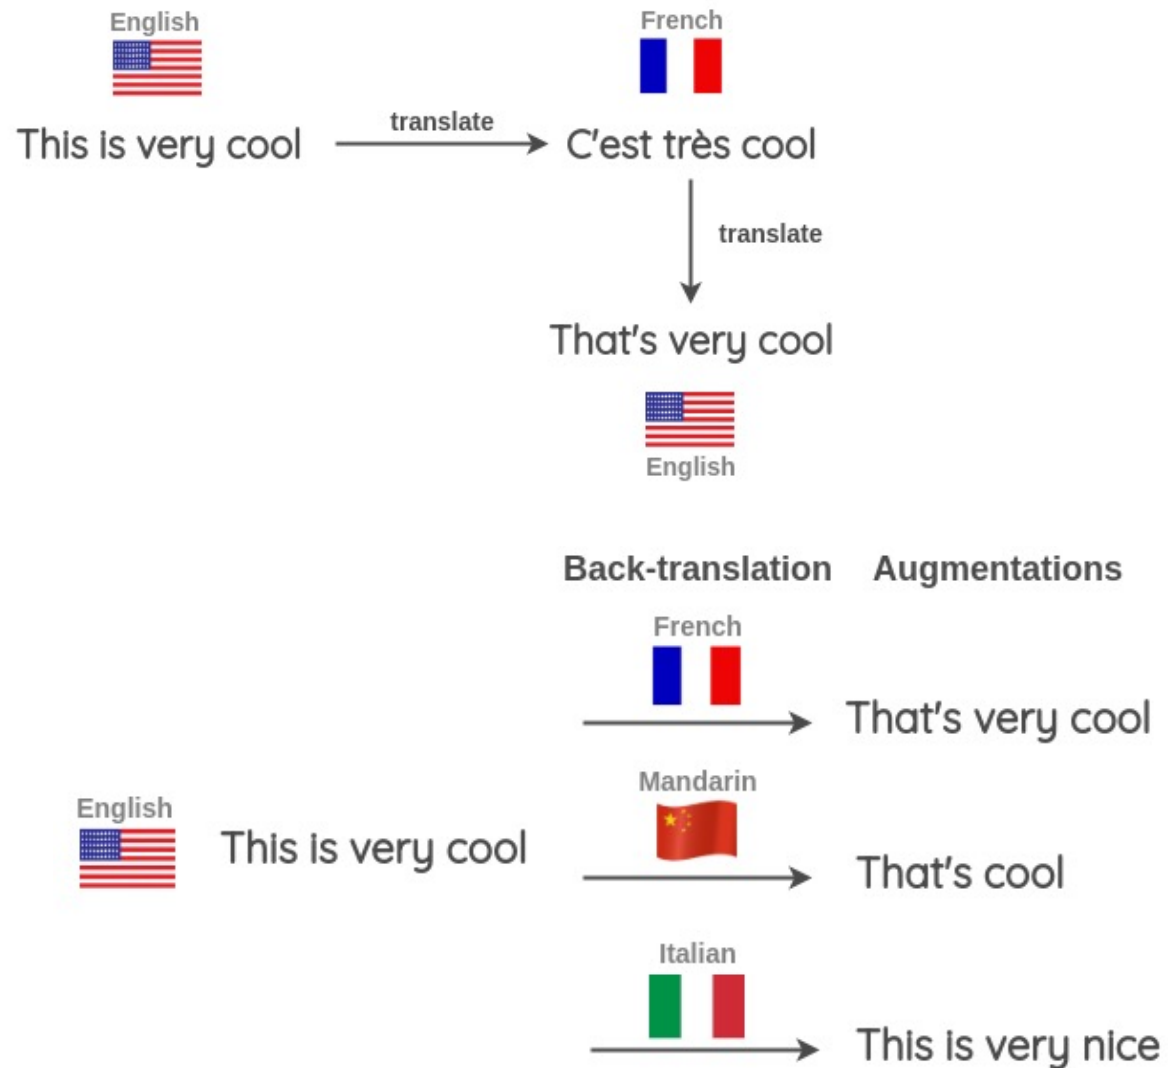 English
French
translate
This is very cool
C'est très cool
translate
That's very cool
English
Back-translation
Augmentations
French
That's very cool
Mandarin
English
This is very cool
That's cool
Italian
This is very nice